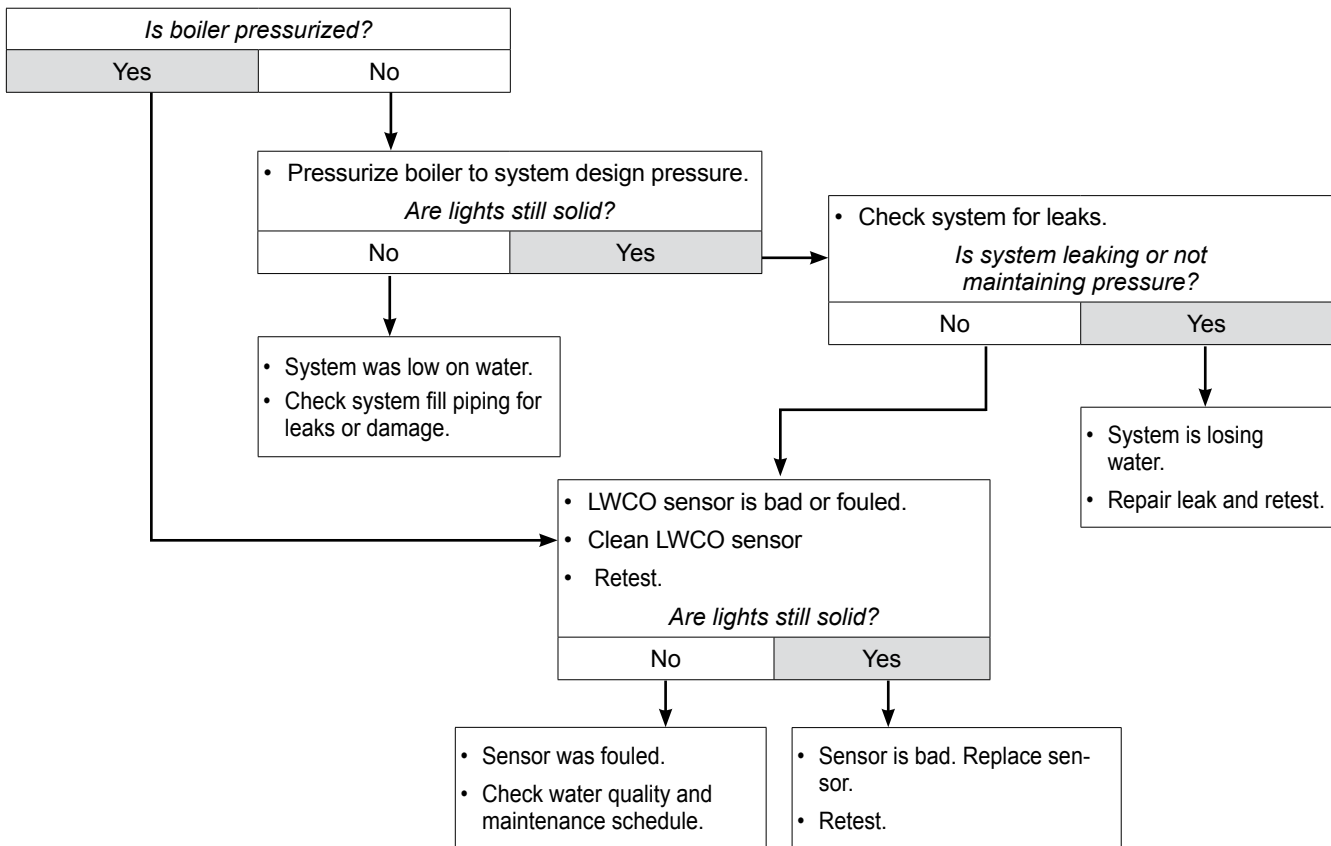 Is boiler pressurized?
Yes
No
• Pressurize boiler to system design pressure.
Are lights still solid?
No
Yes
• Check system for leaks.
Is system leaking or not
maintaining pressure?
No
Yes
• System was low on water.
• Check system fill piping for
leaks or damage.
• System is losing
water.
• Repair leak and retest.
• LWCO sensor is bad or fouled.
• Clean LWCO sensor
• Retest.
Are lights still solid?
No
Yes
• Sensor was fouled.
• Check water quality and
maintenance schedule.
• Sensor is bad. Replace sen-
sor.
• Retest.